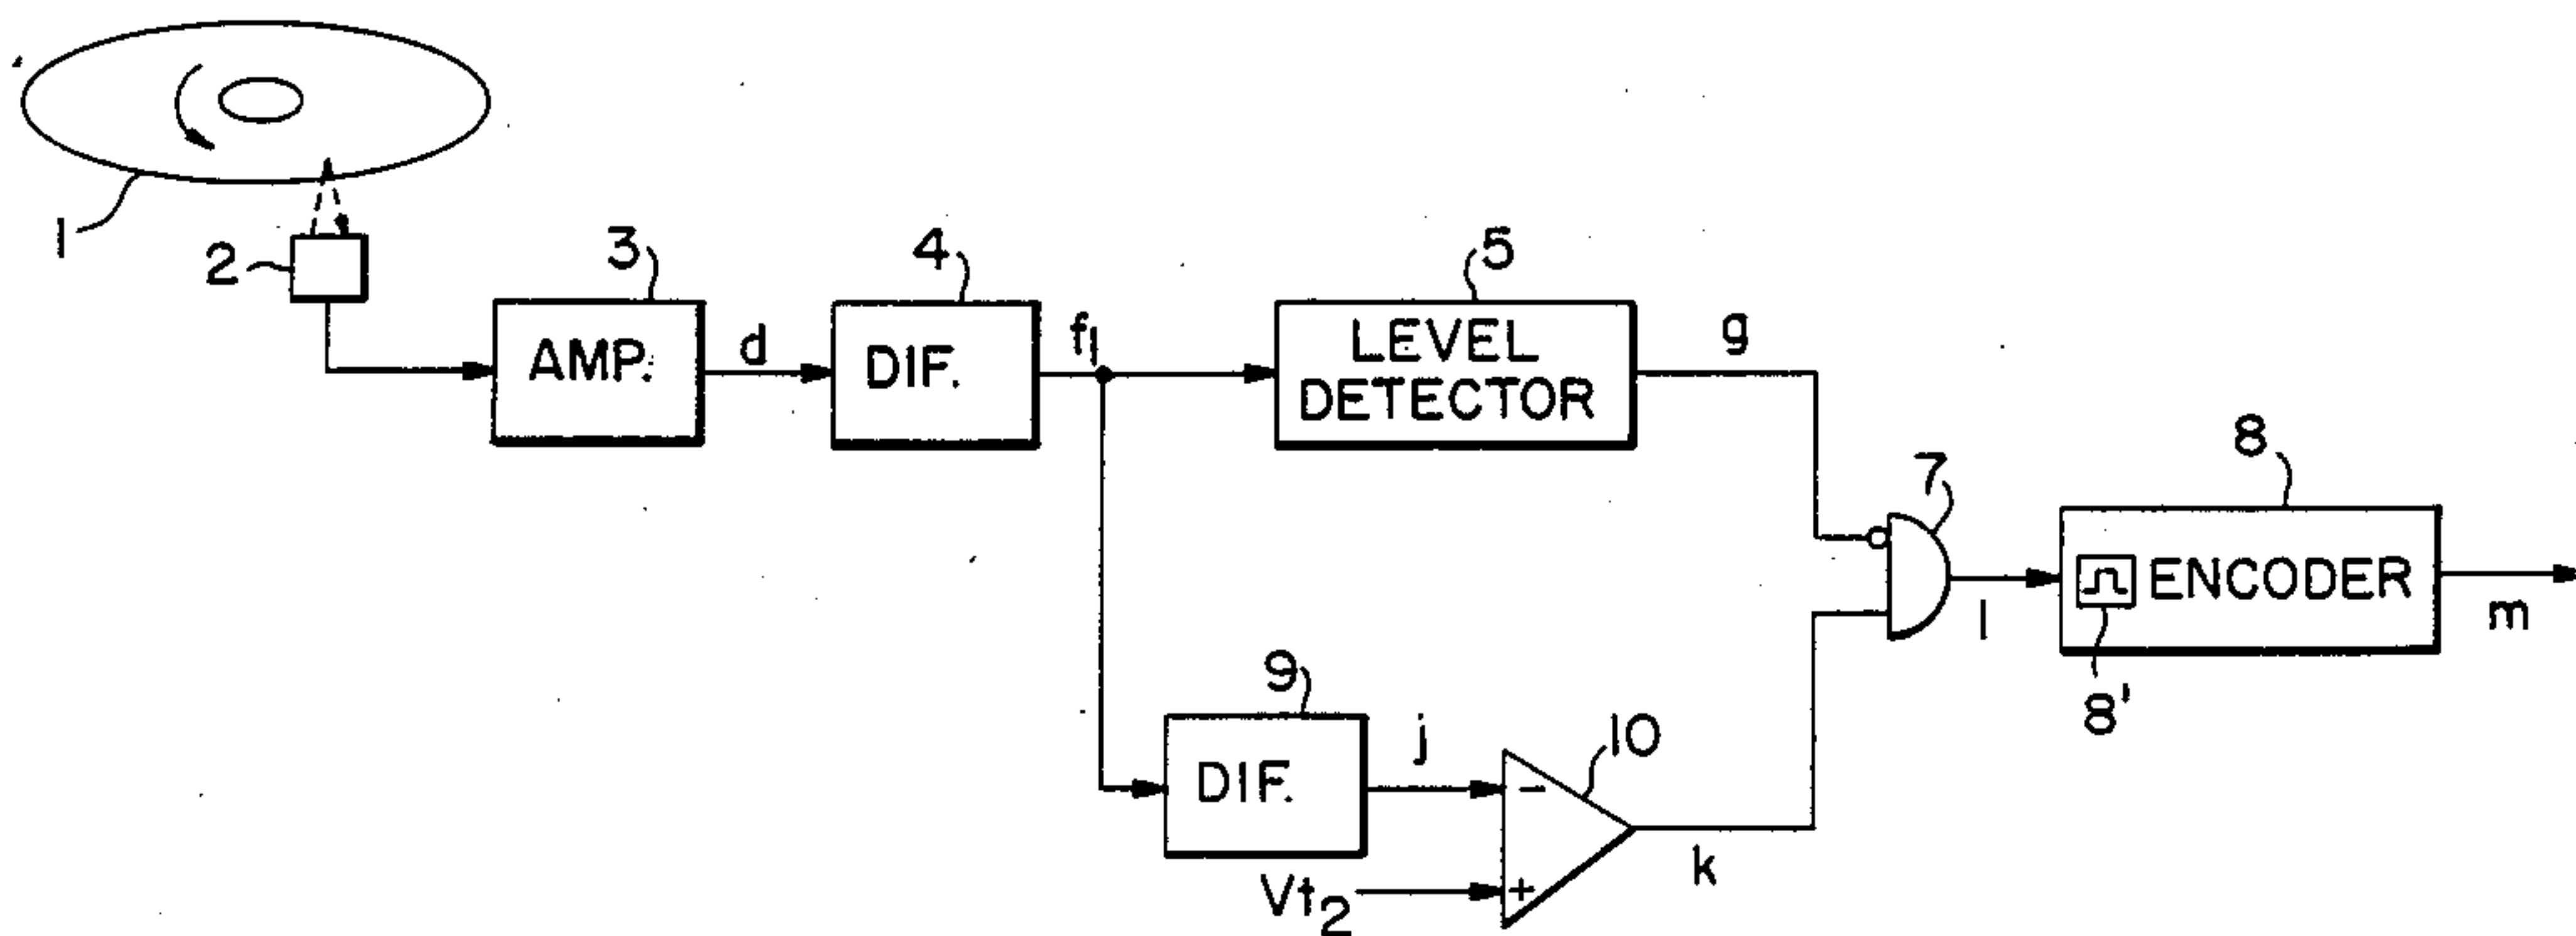 1
2
3
AMP.
d
4
DIF.
f1
5
LEVEL
DETECTOR
g
7
l
8
ENCODER
8'
m
9
DIF.
j
10
-
+
Vt2
k